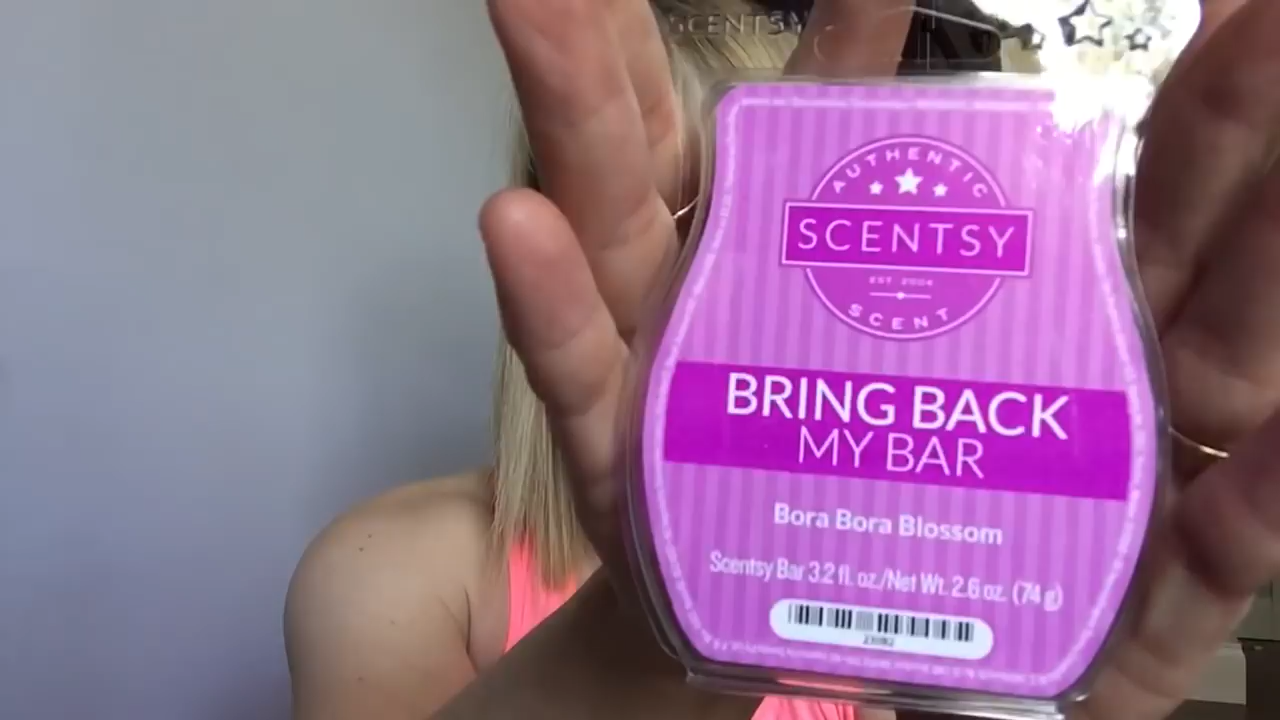 SCENTSY
AUTHENTIC
SCENTSY
EST 2004
SCENT
BRING BACK
MY BAR
Bora Bora Blossom
Scentsy Bar 3.2 fl. oz./Net Wt. 2.6 oz. (74 g)